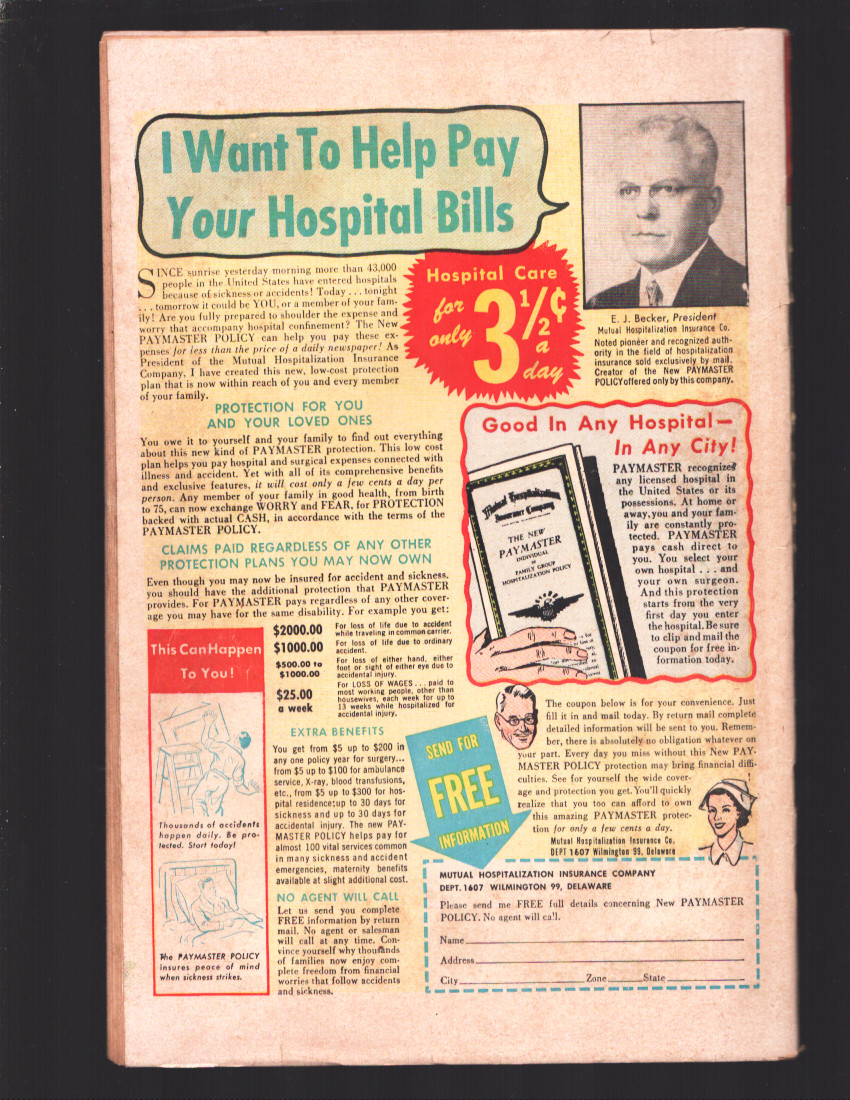 I Want To Help Pay
Your Hospital Bills
SINCE sunrise yesterday morning more than 43,000
people in the United States have entered hospitals
because of sickness or accidents! Today . . . tonight
. . . tomorrow it could be YOU, or a member of your fam-
ily! Are you fully prepared to shoulder the expense and
worry that accompany hospital confinement? The New
PAYMASTER POLICY can help you pay these ex-
penses for less than the price of a daily newspaper! As
President of the Mutual Hospitalization Insurance
Company, I have created this new, low-cost protection
plan that is now within reach of you and every member
of your family.
Hospital Care
for
only
3 1/2¢
a
day
E. J. Becker, President
Mutual Hospitalization Insurance Co.
Noted pioneer and recognized auth-
ority in the field of hospitalization
insurance sold exclusively by mail.
Creator of the New PAYMASTER
POLICY offered only by this company.
PROTECTION FOR YOU
AND YOUR LOVED ONES
You owe it to yourself and your family to find out everything
about this new kind of PAYMASTER protection. This low cost
plan helps you pay hospital and surgical expenses connected with
illness and accident. Yet with all of its comprehensive benefits
and exclusive features, it will cost only a few cents a day per
person. Any member of your family in good health, from birth
to 75, can now exchange WORRY and FEAR, for PROTECTION
backed with actual CASH, in accordance with the terms of the
PAYMASTER POLICY.
CLAIMS PAID REGARDLESS OF ANY OTHER
PROTECTION PLANS YOU MAY NOW OWN
Even though you may now be insured for accident and sickness,
you should have the additional protection that PAYMASTER
provides. For PAYMASTER pays regardless of any other cover-
age you may have for the same disability. For example you get:
Good In Any Hospital—
In Any City!
Mutual Hospitalization
Insurance Company
THE NEW
PAYMASTER
INDIVIDUAL
FAMILY GROUP
HOSPITALIZATION POLICY
PAYMASTER recognizes
any licensed hospital in
the United States or its
possessions. At home or
away, you and your fam-
ily are constantly pro-
tected. PAYMASTER
pays cash direct to
you. You select your
own hospital . . . and
your own surgeon.
And this protection
starts from the very
first day you enter
the hospital. Be sure
to clip and mail the
coupon for free in-
formation today.
This Can Happen
To You!
Thousands of accidents
happen daily. Be pro-
tected. Start today!
The PAYMASTER POLICY
insures peace of mind
when sickness strikes.
$2000.00
For loss of life due to accident
while traveling in common carrier.
$1000.00
For loss of life due to ordinary
accident.
$500.00 to
$1000.00
For loss of either hand, either
foot or sight of either eye due to
accidental injury.
$25.00
a week
For LOSS OF WAGES . . . paid to
most working people, other than
housewives, each week for up to
13 weeks while hospitalized for
accidental injury.
EXTRA BENEFITS
You get from $5 up to $200 in
any one policy year for surgery...
from $5 up to $100 for ambulance
service, X-ray, blood transfusions,
etc., from $5 up to $300 for hos-
pital residence: up to 30 days for
sickness and up to 30 days for
accidental injury. The new PAY-
MASTER POLICY helps pay for
almost 100 vital services common
in many sickness and accident
emergencies, maternity benefits
available at slight additional cost.
NO AGENT WILL CALL
Let us send you complete
FREE information by return
mail. No agent or salesman
will call at any time. Con-
vince yourself why thousands
of families now enjoy com-
plete freedom from financial
worries that follow accidents
and sickness.
SEND FOR
FREE
INFORMATION
The coupon below is for your convenience. Just
fill it in and mail today. By return mail complete
detailed information will be sent to you. Remem-
ber, there is absolutely no obligation whatever on
your part. Every day you miss without this New PAY-
MASTER POLICY protection may bring financial diffi-
culties. See for yourself the wide cover-
age and protection you get. You'll quickly
realize that you too can afford to own
this amazing PAYMASTER protec-
tion for only a few cents a day.
Mutual Hospitalization Insurance Co.
DEPT 1607 Wilmington 99, Delaware
MUTUAL HOSPITALIZATION INSURANCE COMPANY
DEPT. 1607 WILMINGTON 99, DELAWARE
Please send me FREE full details concerning New PAYMASTER
POLICY. No agent will call.
Name
Address
City Zone State